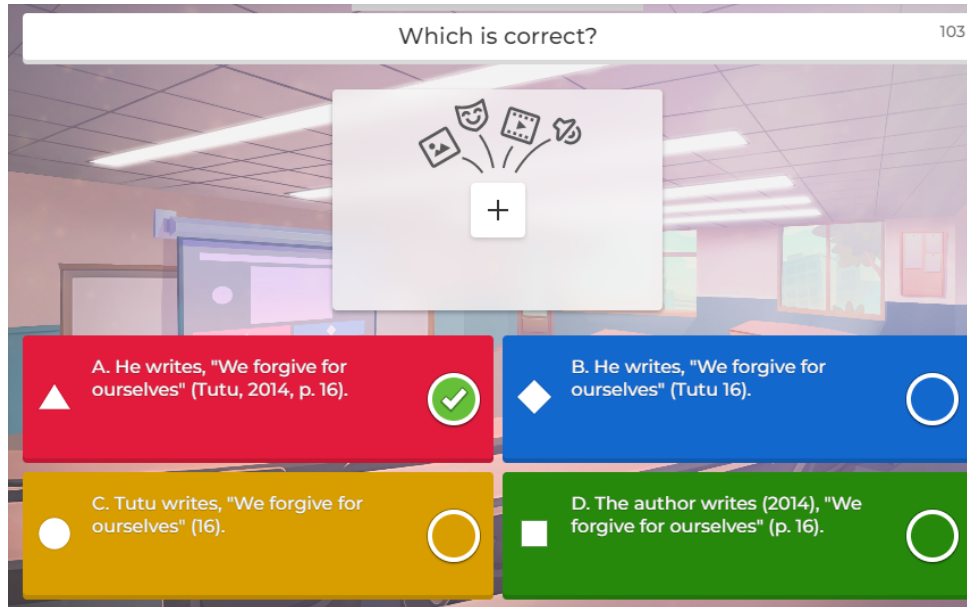 Which is correct?
103
A. He writes, "We forgive for
ourselves" (Tutu, 2014, p. 16).
B. He writes, "We forgive for
ourselves" (Tutu 16).
C. Tutu writes, "We forgive for
ourselves" (16).
D. The author writes (2014), "We
forgive for ourselves" (p. 16).